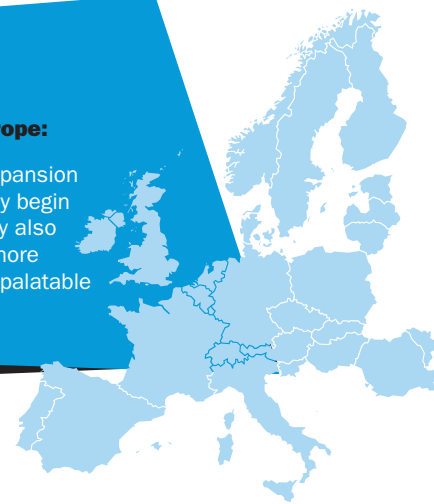 ope:
pansion
y begin
y also
nore
palatable